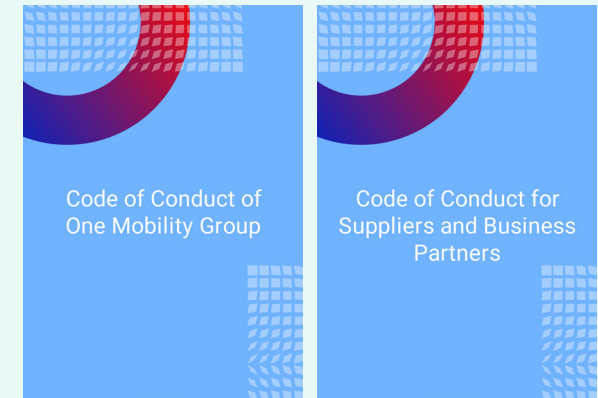 Code of Conduct of
One Mobility Group
Code of Conduct for
Suppliers and Business
Partners